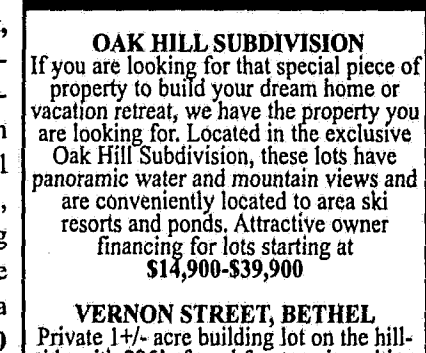 OAK HILL SUBDIVISION
If you are looking for that special piece of
property to build your dream home or
vacation retreat, we have the property you
are looking for. Located in the exclusive
Oak Hill Subdivision, these lots have
panoramic water and mountain views and
are conveniently located to area ski
resorts and ponds. Attractive owner
financing for lots starting at
$14,900-$39,900
VERNON STREET, BETHEL
Private 1+/- acre building lot on the hill-